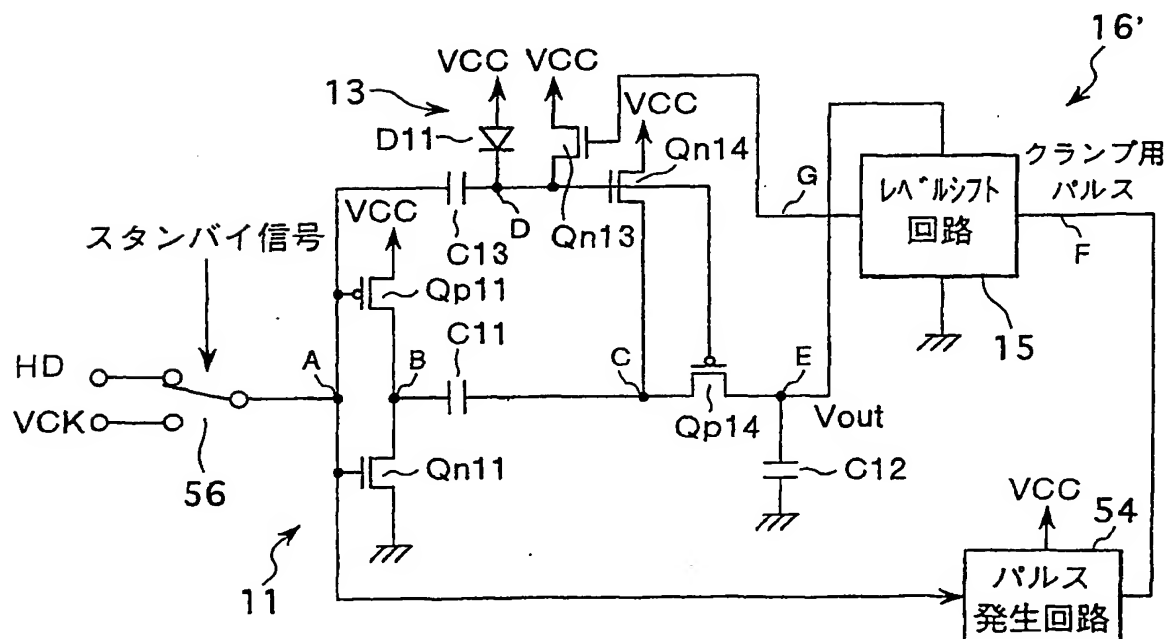 16’
VCC
VCC
13
VCC
D11
Qn14
クランプ用
パルス
G
レベルシフト
回路
F
VCC
D
C13
Qn13
スタンバイ信号
Qp11
15
C11
HD
A
B
C
E
VCK
Qp14
Vout
56
Qn11
C12
VCC
54
11
パルス
発生回路